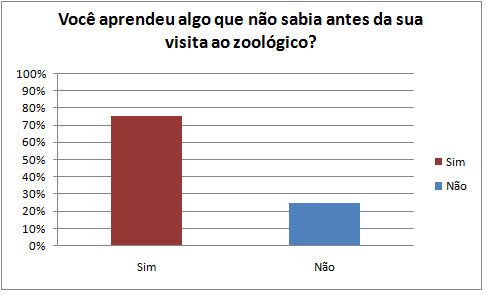 Você aprendeu algo que não sabia antes da sua
visita ao zoológico?
100%
90%
80%
70%
60%
50%
40%
30%
20%
10%
0%
Sim
Não
Sim
Não